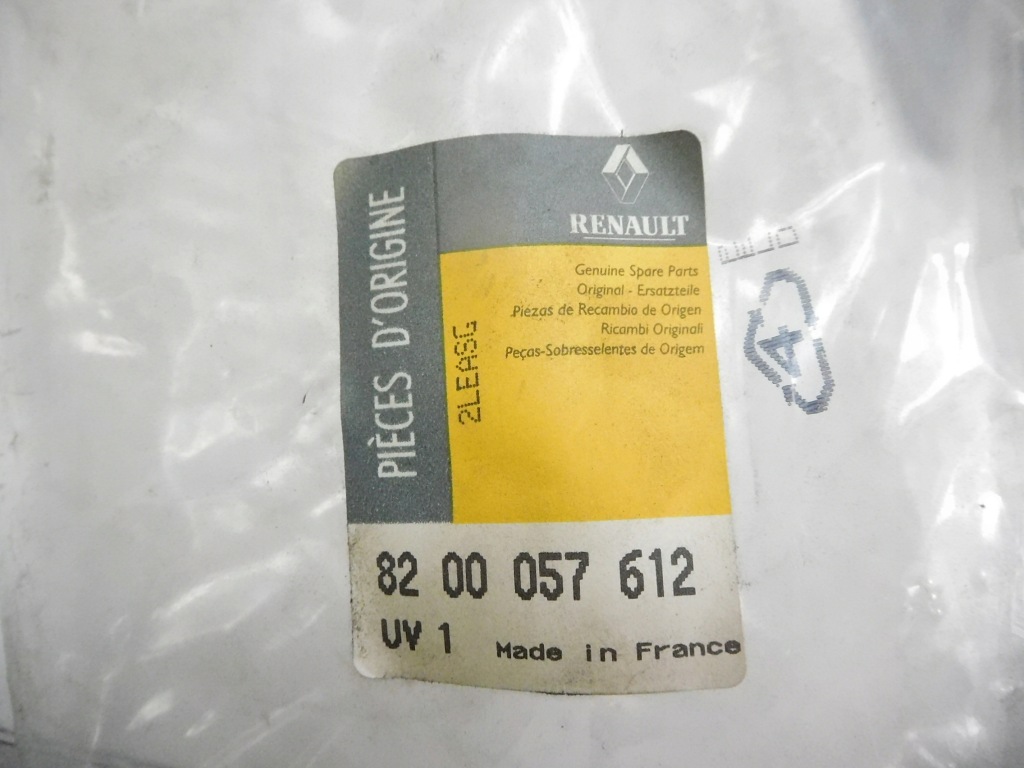 PIÈCES D'ORIGINE
RENAULT
Genuine Spare Parts
Original - Ersatzteile
Piezas de Recambio de Origen
Ricambi Originali
Peças-Sobresselentes de Origem
2LEASG
82 00 057 612
UV 1 Made in France
4